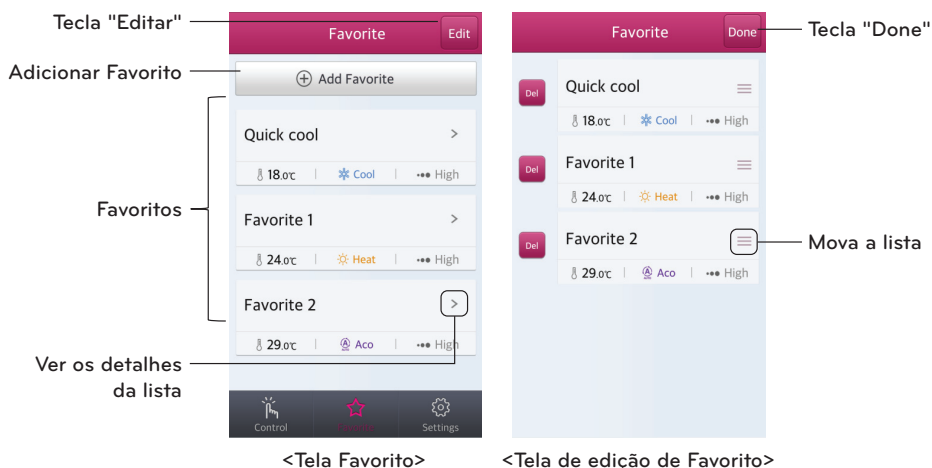 Tecla "Editar"
Favorite
Edit
Adicionar Favorito
Add Favorite
Favoritos
Quick cool
18.0℃ | Cool | High
Favorite 1
24.0℃ | Heat | High
Favorite 2
29.0℃ | Aco | High
Ver os detalhes
da lista
Control
Favorite
Settings
<Tela Favorito>
Favorite
Done
Tecla "Done"
Del
Quick cool
18.0℃ | Cool | High
Del
Favorite 1
24.0℃ | Heat | High
Del
Favorite 2
Mova a lista
29.0℃ | Aco | High
<Tela de edição de Favorito>